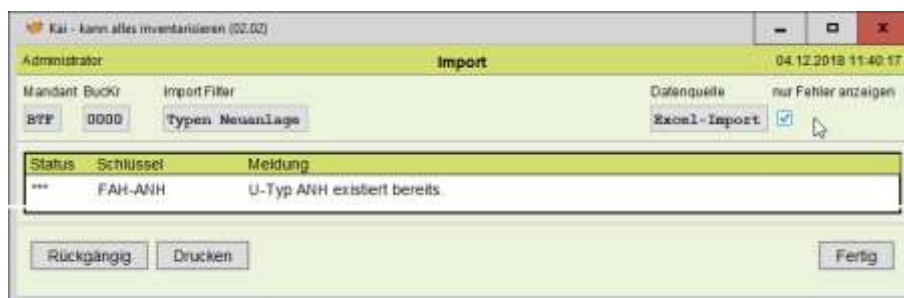 Kai - kann alles inventarisieren (02.02)
Administrator Import 04.12.2018 11:40:17
Mandant BucKr Import Filter Datenquelle nur Fehler anzeigen
BTF 0000 Typen Neuanlage Excel-Import
Status Schlüssel Meldung
*** FAH-ANH U-Typ ANH existiert bereits.
Rückgängig Drucken Fertig